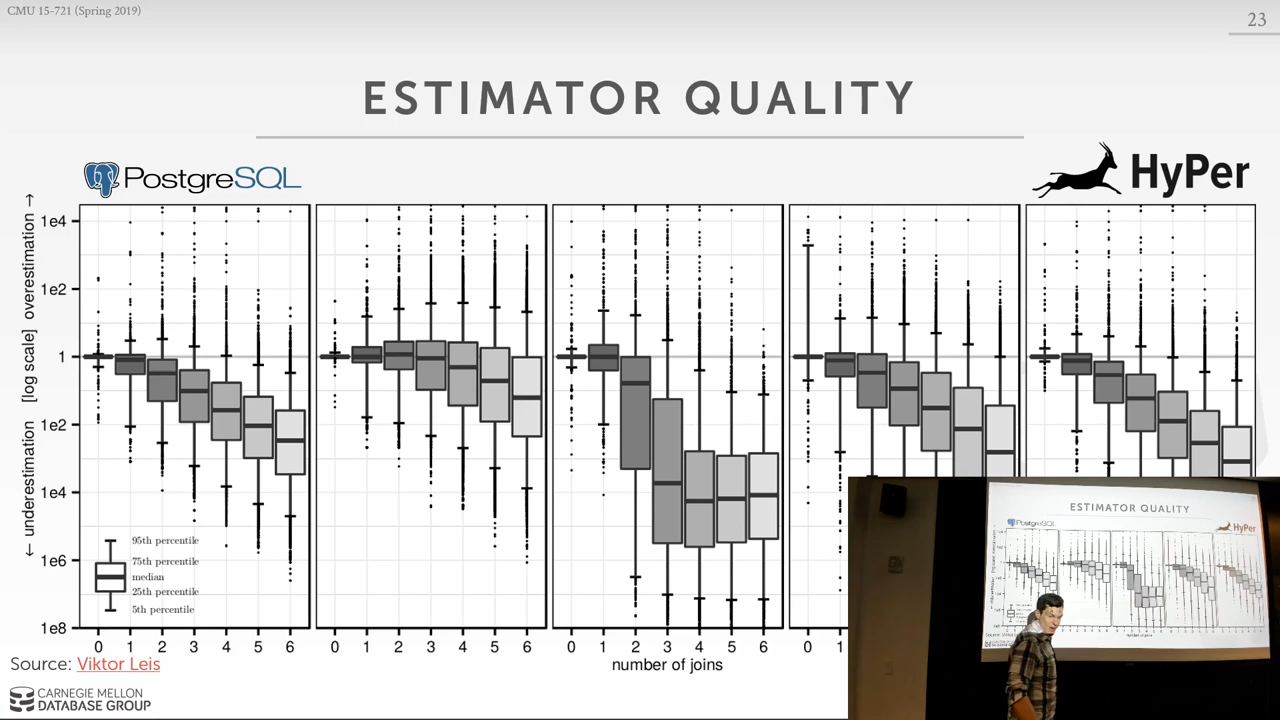 CMU 15-721 (Spring 2019)
23
ESTIMATOR QUALITY
PostgreSQL
HyPer
← underestimation [log scale] overestimation →
1e4
1e2
1
1e2
1e4
1e6
1e8
95th percentile
75th percentile
median
25th percentile
5th percentile
0 1 2 3 4 5 6
0 1 2 3 4 5 6
0 1 2 3 4 5 6
0 1
number of joins
Source: Viktor Leis
CARNEGIE MELLON
DATABASE GROUP
ESTIMATOR QUALITY
PostgreSQL
HyPer